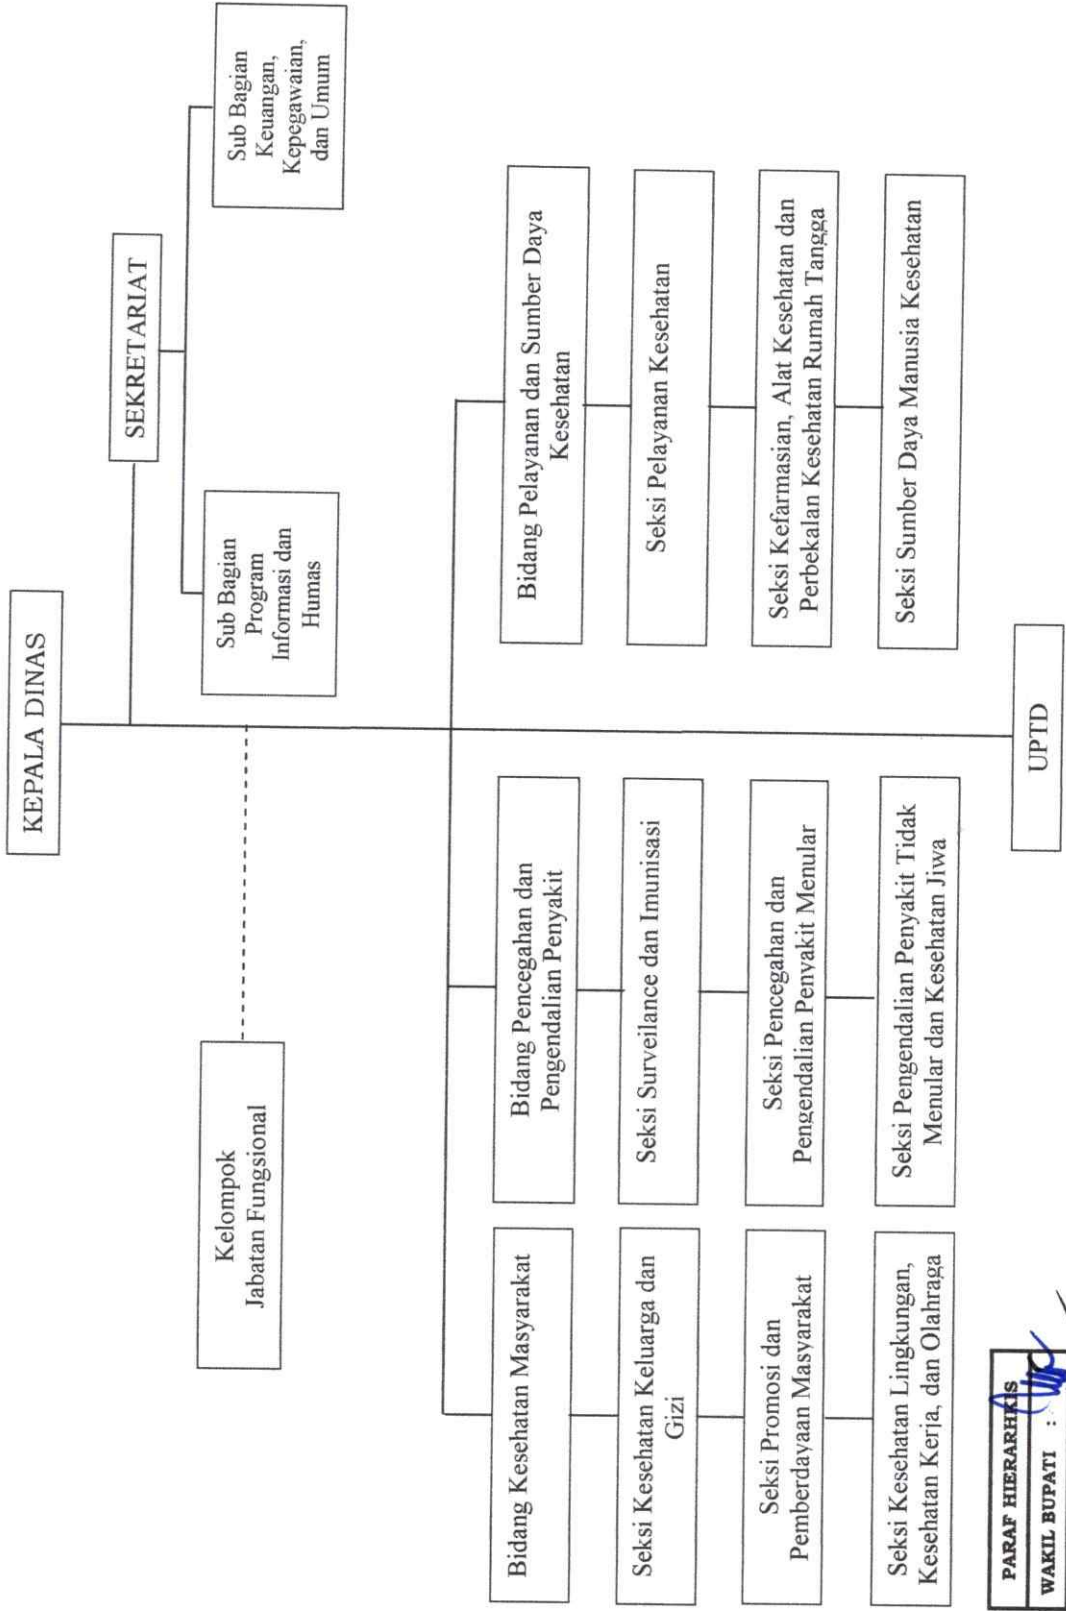 KEPALA DINAS
SEKRETARIAT
Sub Bagian
Program
Informasi dan
Humas
Sub Bagian
Keuangan,
Kepegawaian,
dan Umum
Kelompok
Jabatan Fungsional
Bidang Kesehatan Masyarakat
Seksi Kesehatan Keluarga dan
Gizi
Seksi Promosi dan
Pemberdayaan Masyarakat
Seksi Kesehatan Lingkungan,
Kesehatan Kerja, dan Olahraga
Bidang Pencegahan dan
Pengendalian Penyakit
Seksi Surveilance dan Imunisasi
Seksi Pencegahan dan
Pengendalian Penyakit Menular
Seksi Pengendalian Penyakit Tidak
Menular dan Kesehatan Jiwa
Bidang Pelayanan dan Sumber Daya
Kesehatan
Seksi Pelayanan Kesehatan
Seksi Kefarmasian, Alat Kesehatan dan
Perbekalan Kesehatan Rumah Tangga
Seksi Sumber Daya Manusia Kesehatan
UPTD
PARAF HIERARHKIS
WAKIL BUPATI :